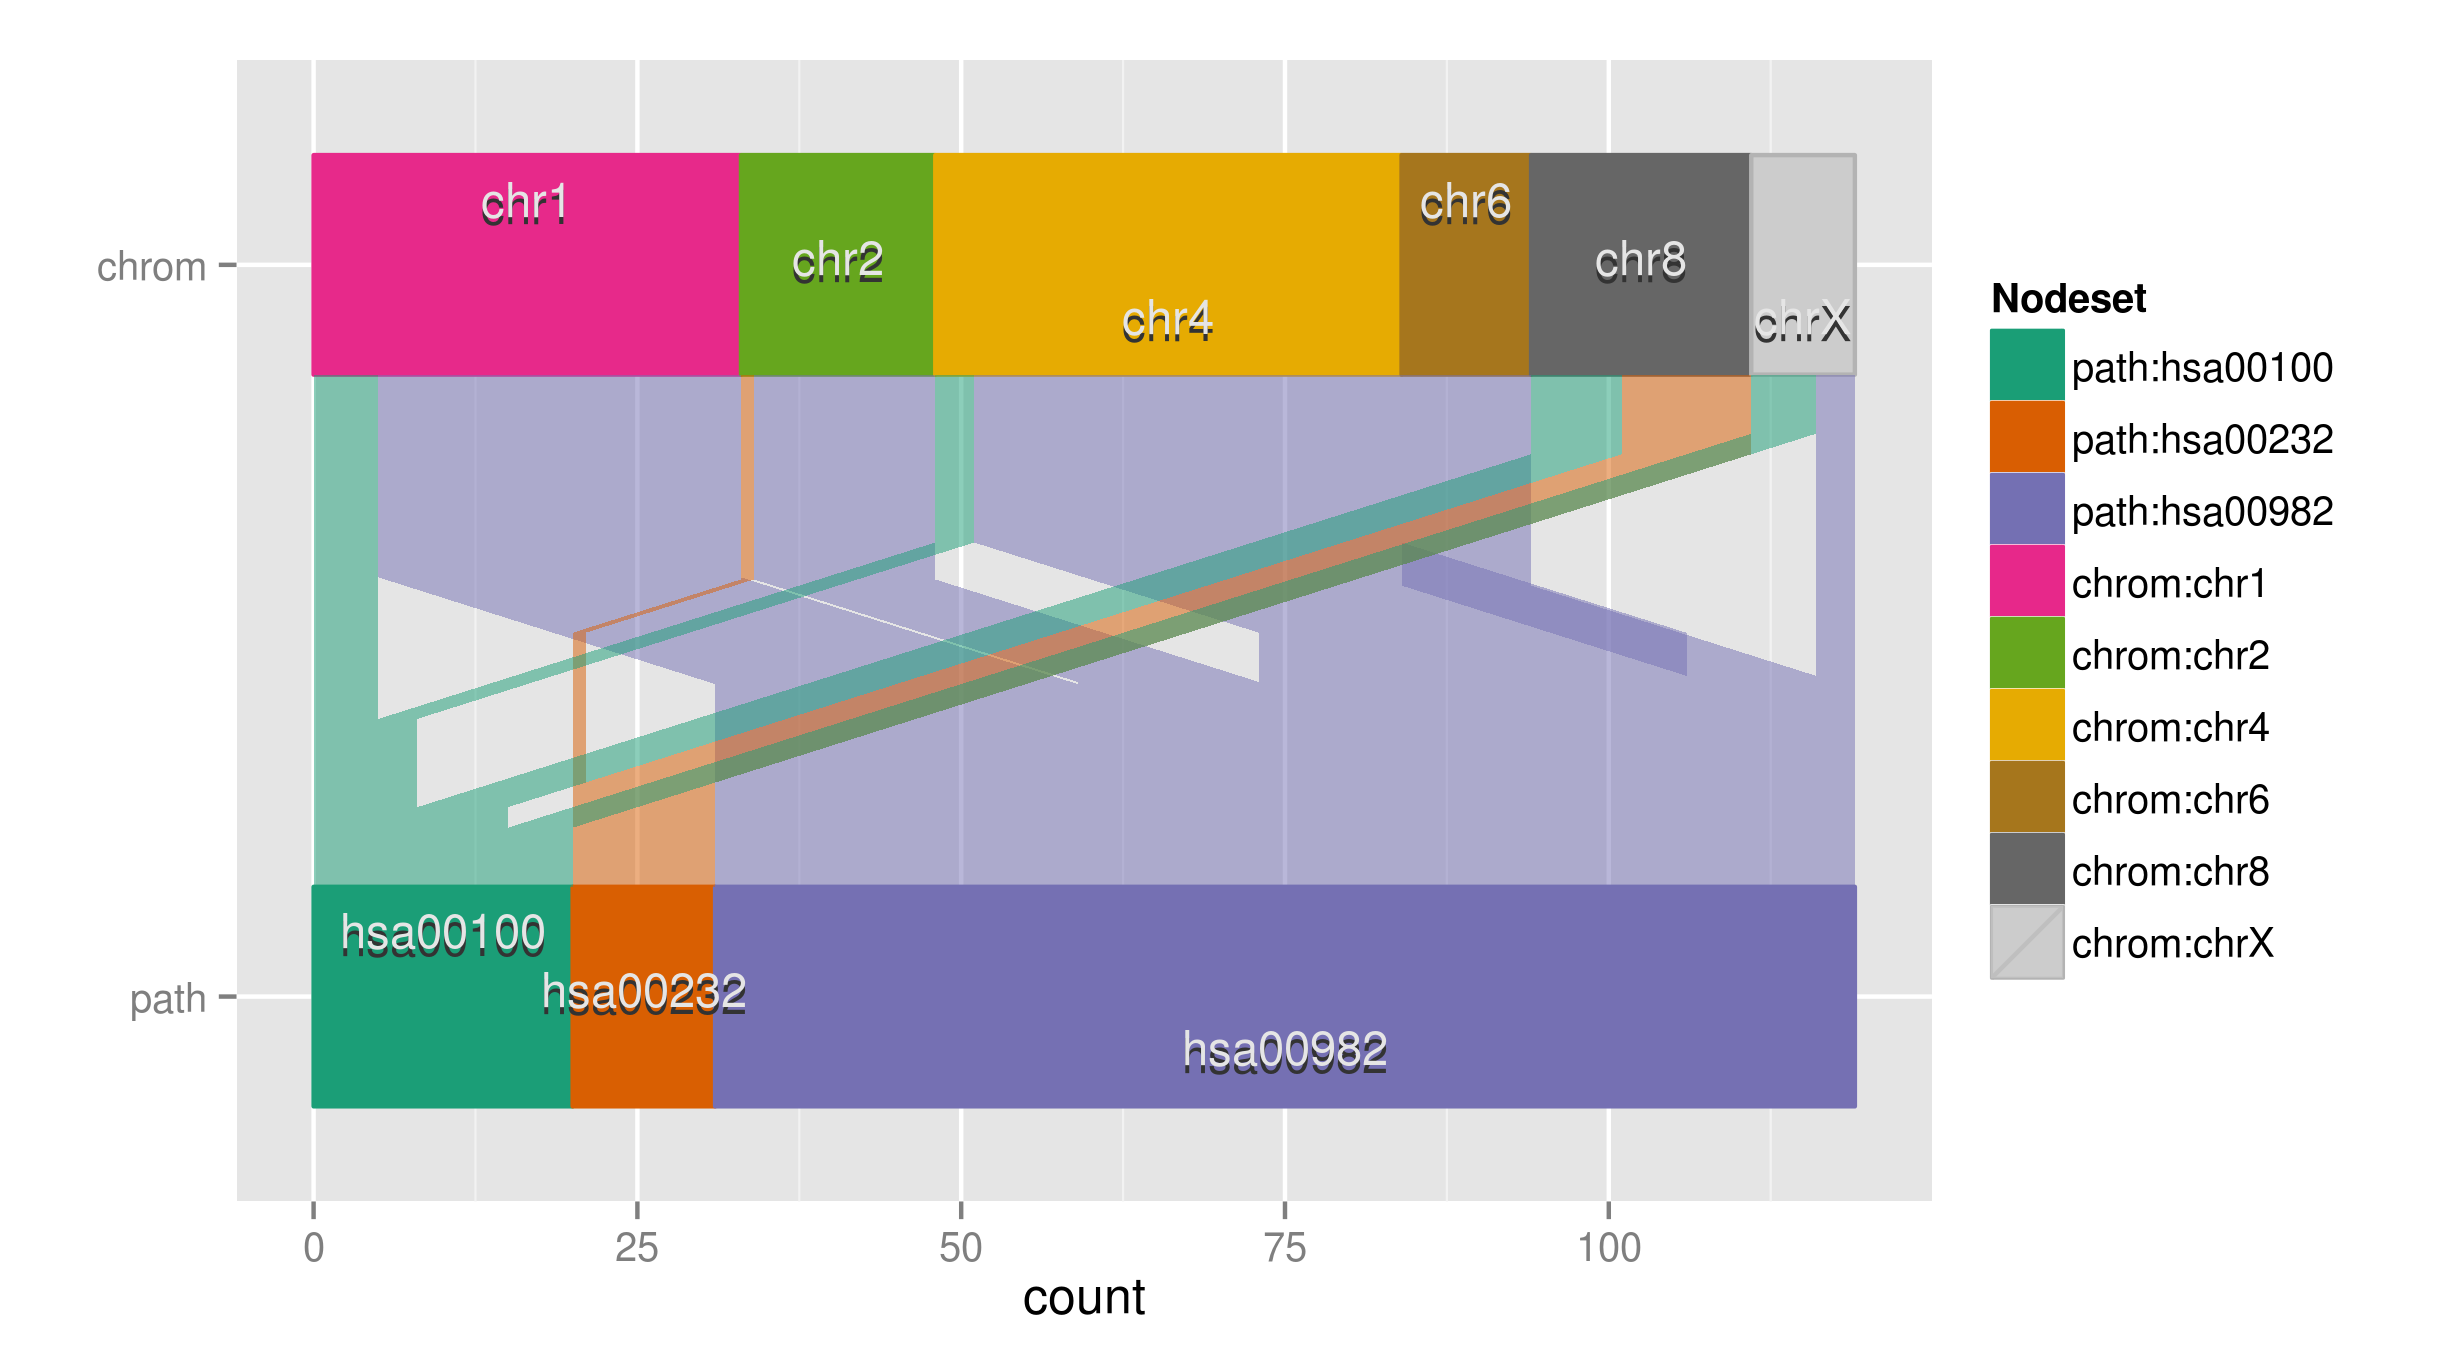 chrom
chr1
chr2
chr4
chr6
chr8
chrX
path
hsa00100
hsa00232
hsa00982
0 25 50 75 100
count
Nodeset
path:hsa00100
path:hsa00232
path:hsa00982
chrom:chr1
chrom:chr2
chrom:chr4
chrom:chr6
chrom:chr8
chrom:chrX